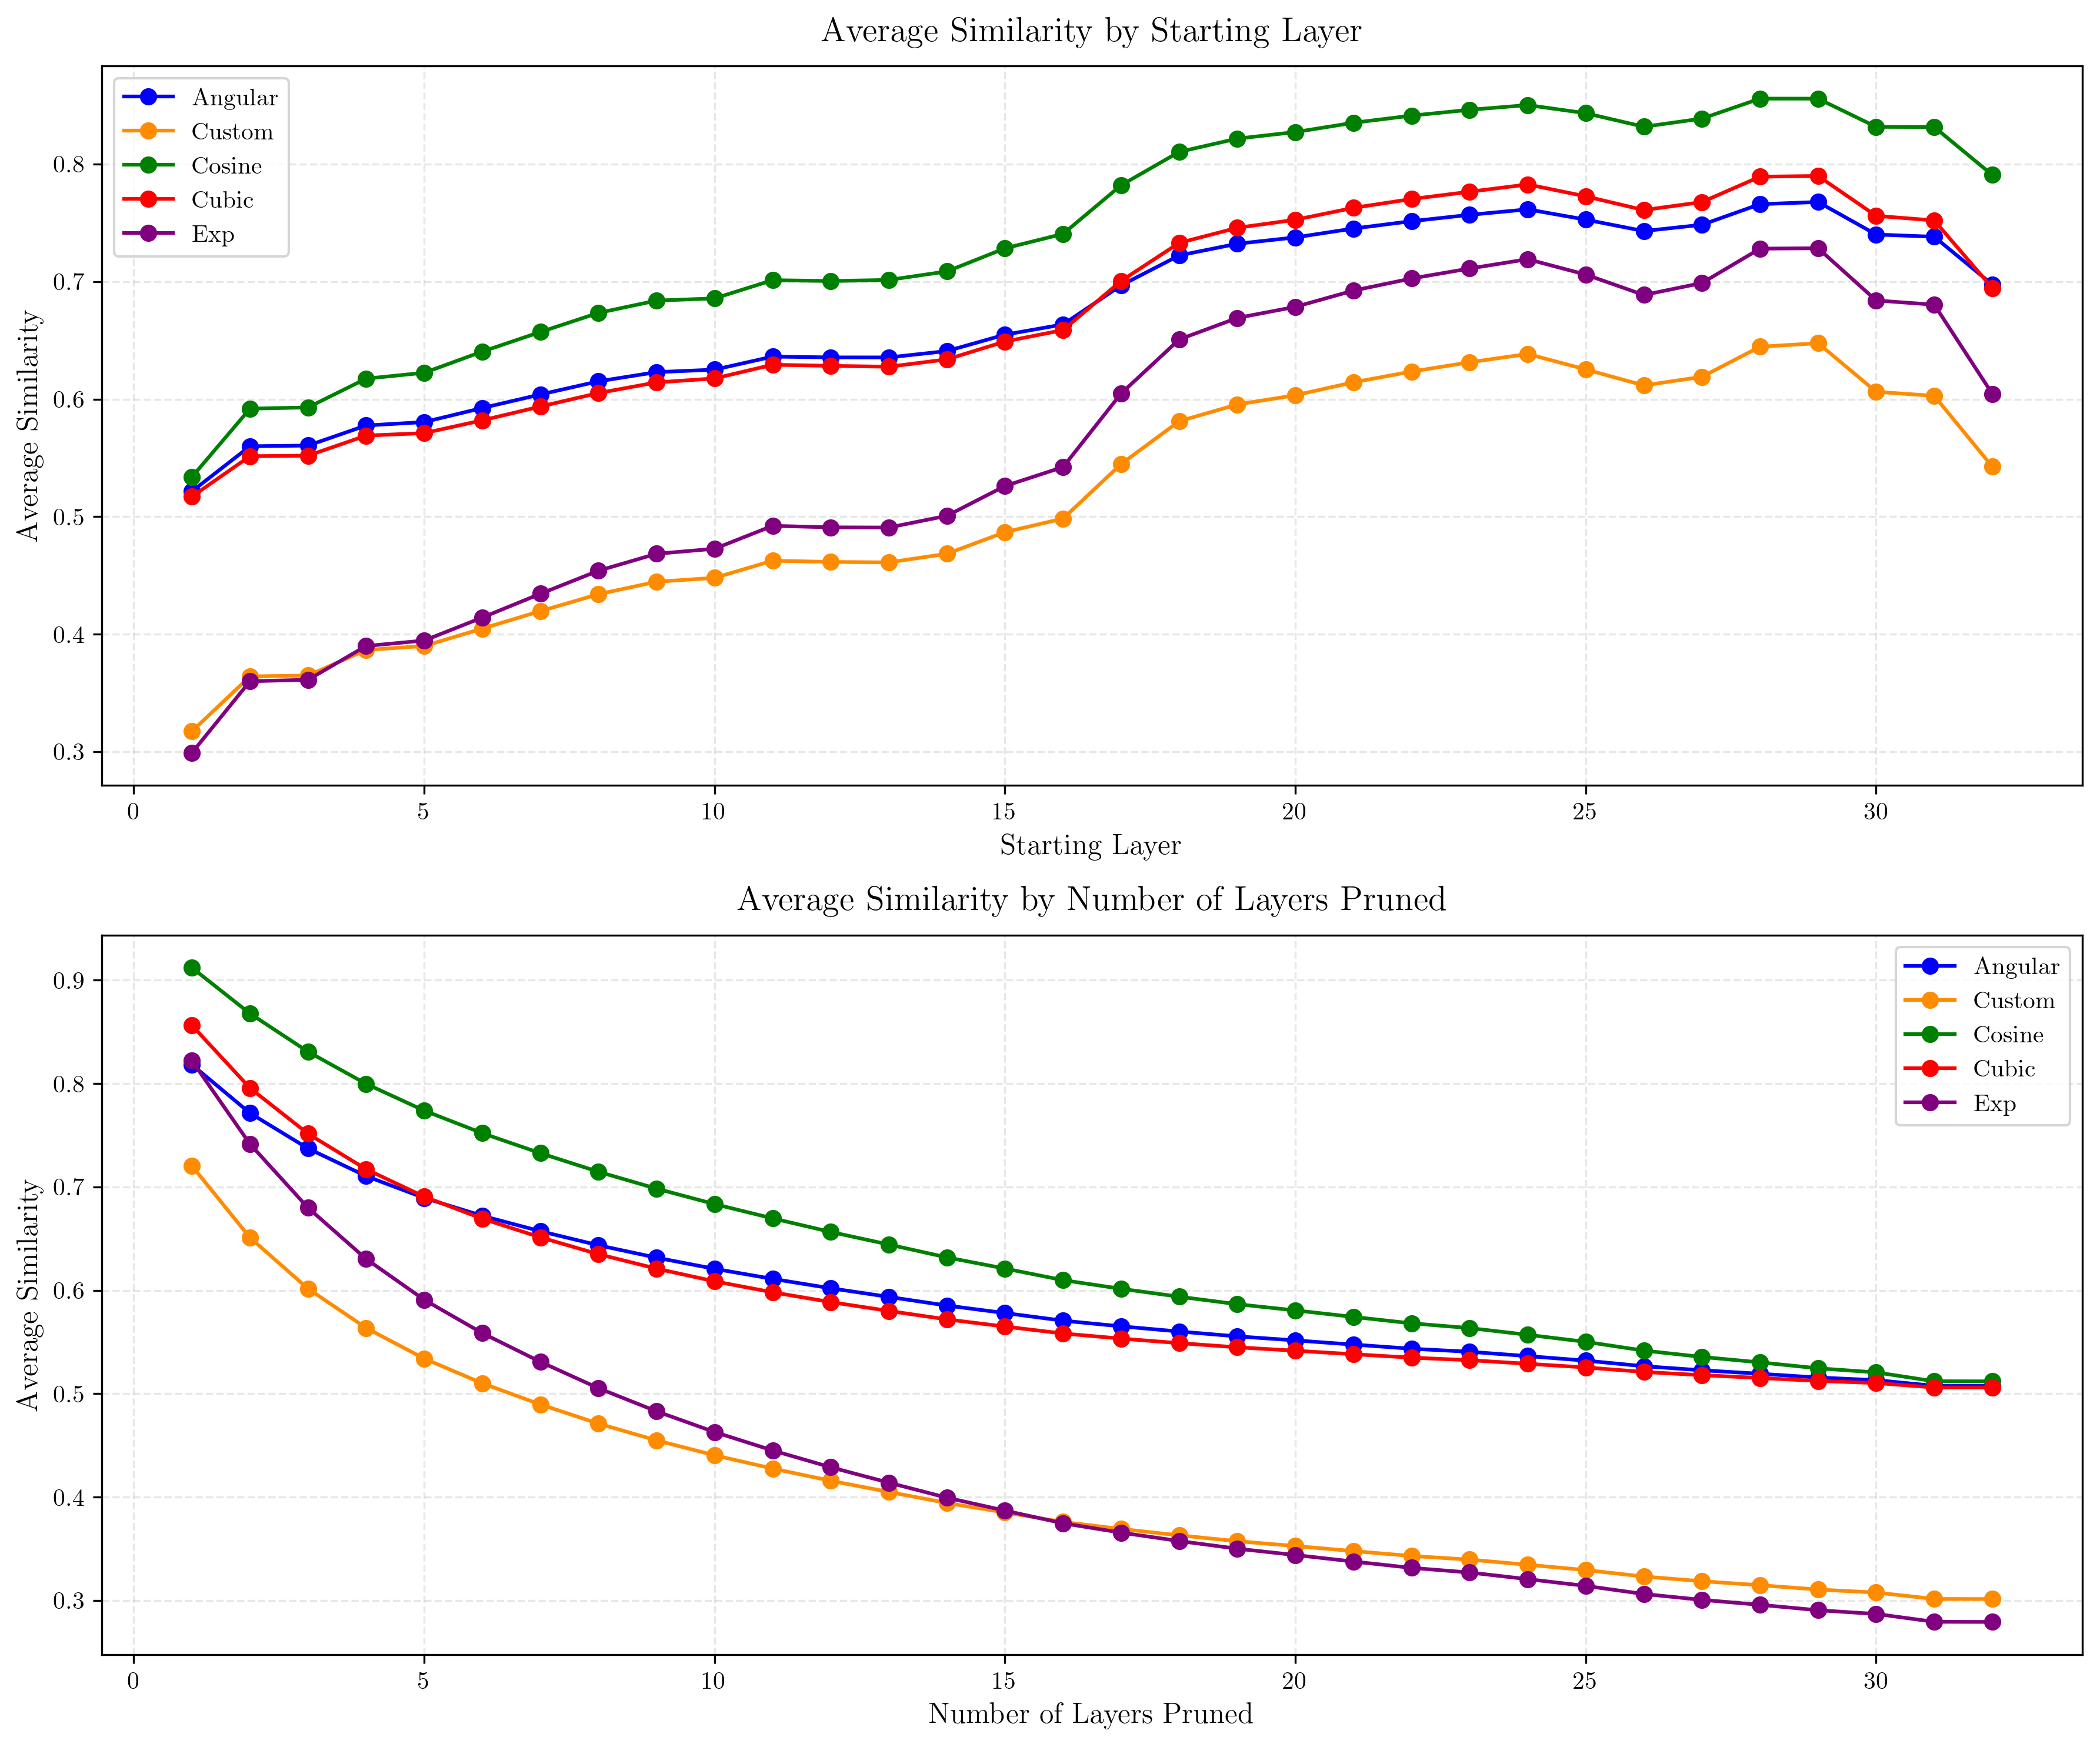 Average Similarity by Starting Layer
Angular
Custom
Cosine
Cubic
Exp
Average Similarity
0.8
0.7
0.6
0.5
0.4
0.3
0 5 10 15 20 25 30
Starting Layer
Average Similarity by Number of Layers Pruned
Angular
Custom
Cosine
Cubic
Exp
Average Similarity
0.9
0.8
0.7
0.6
0.5
0.4
0.3
0 5 10 15 20 25 30
Number of Layers Pruned